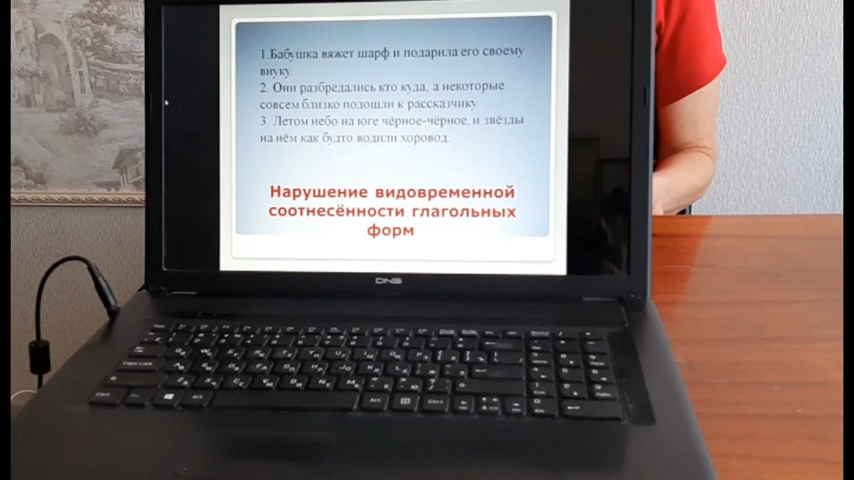 1.Бабушка вяжет шарф и подарила его своему
внуку.
2. Они разбредались кто куда, а некоторые
совсем близко подошли к рассказчику.
3. Летом небо на юге чёрное-чёрное, и звёзды
на нём как будто водили хоровод.
Нарушение видовременной
соотнесённости глагольных
форм
DNS